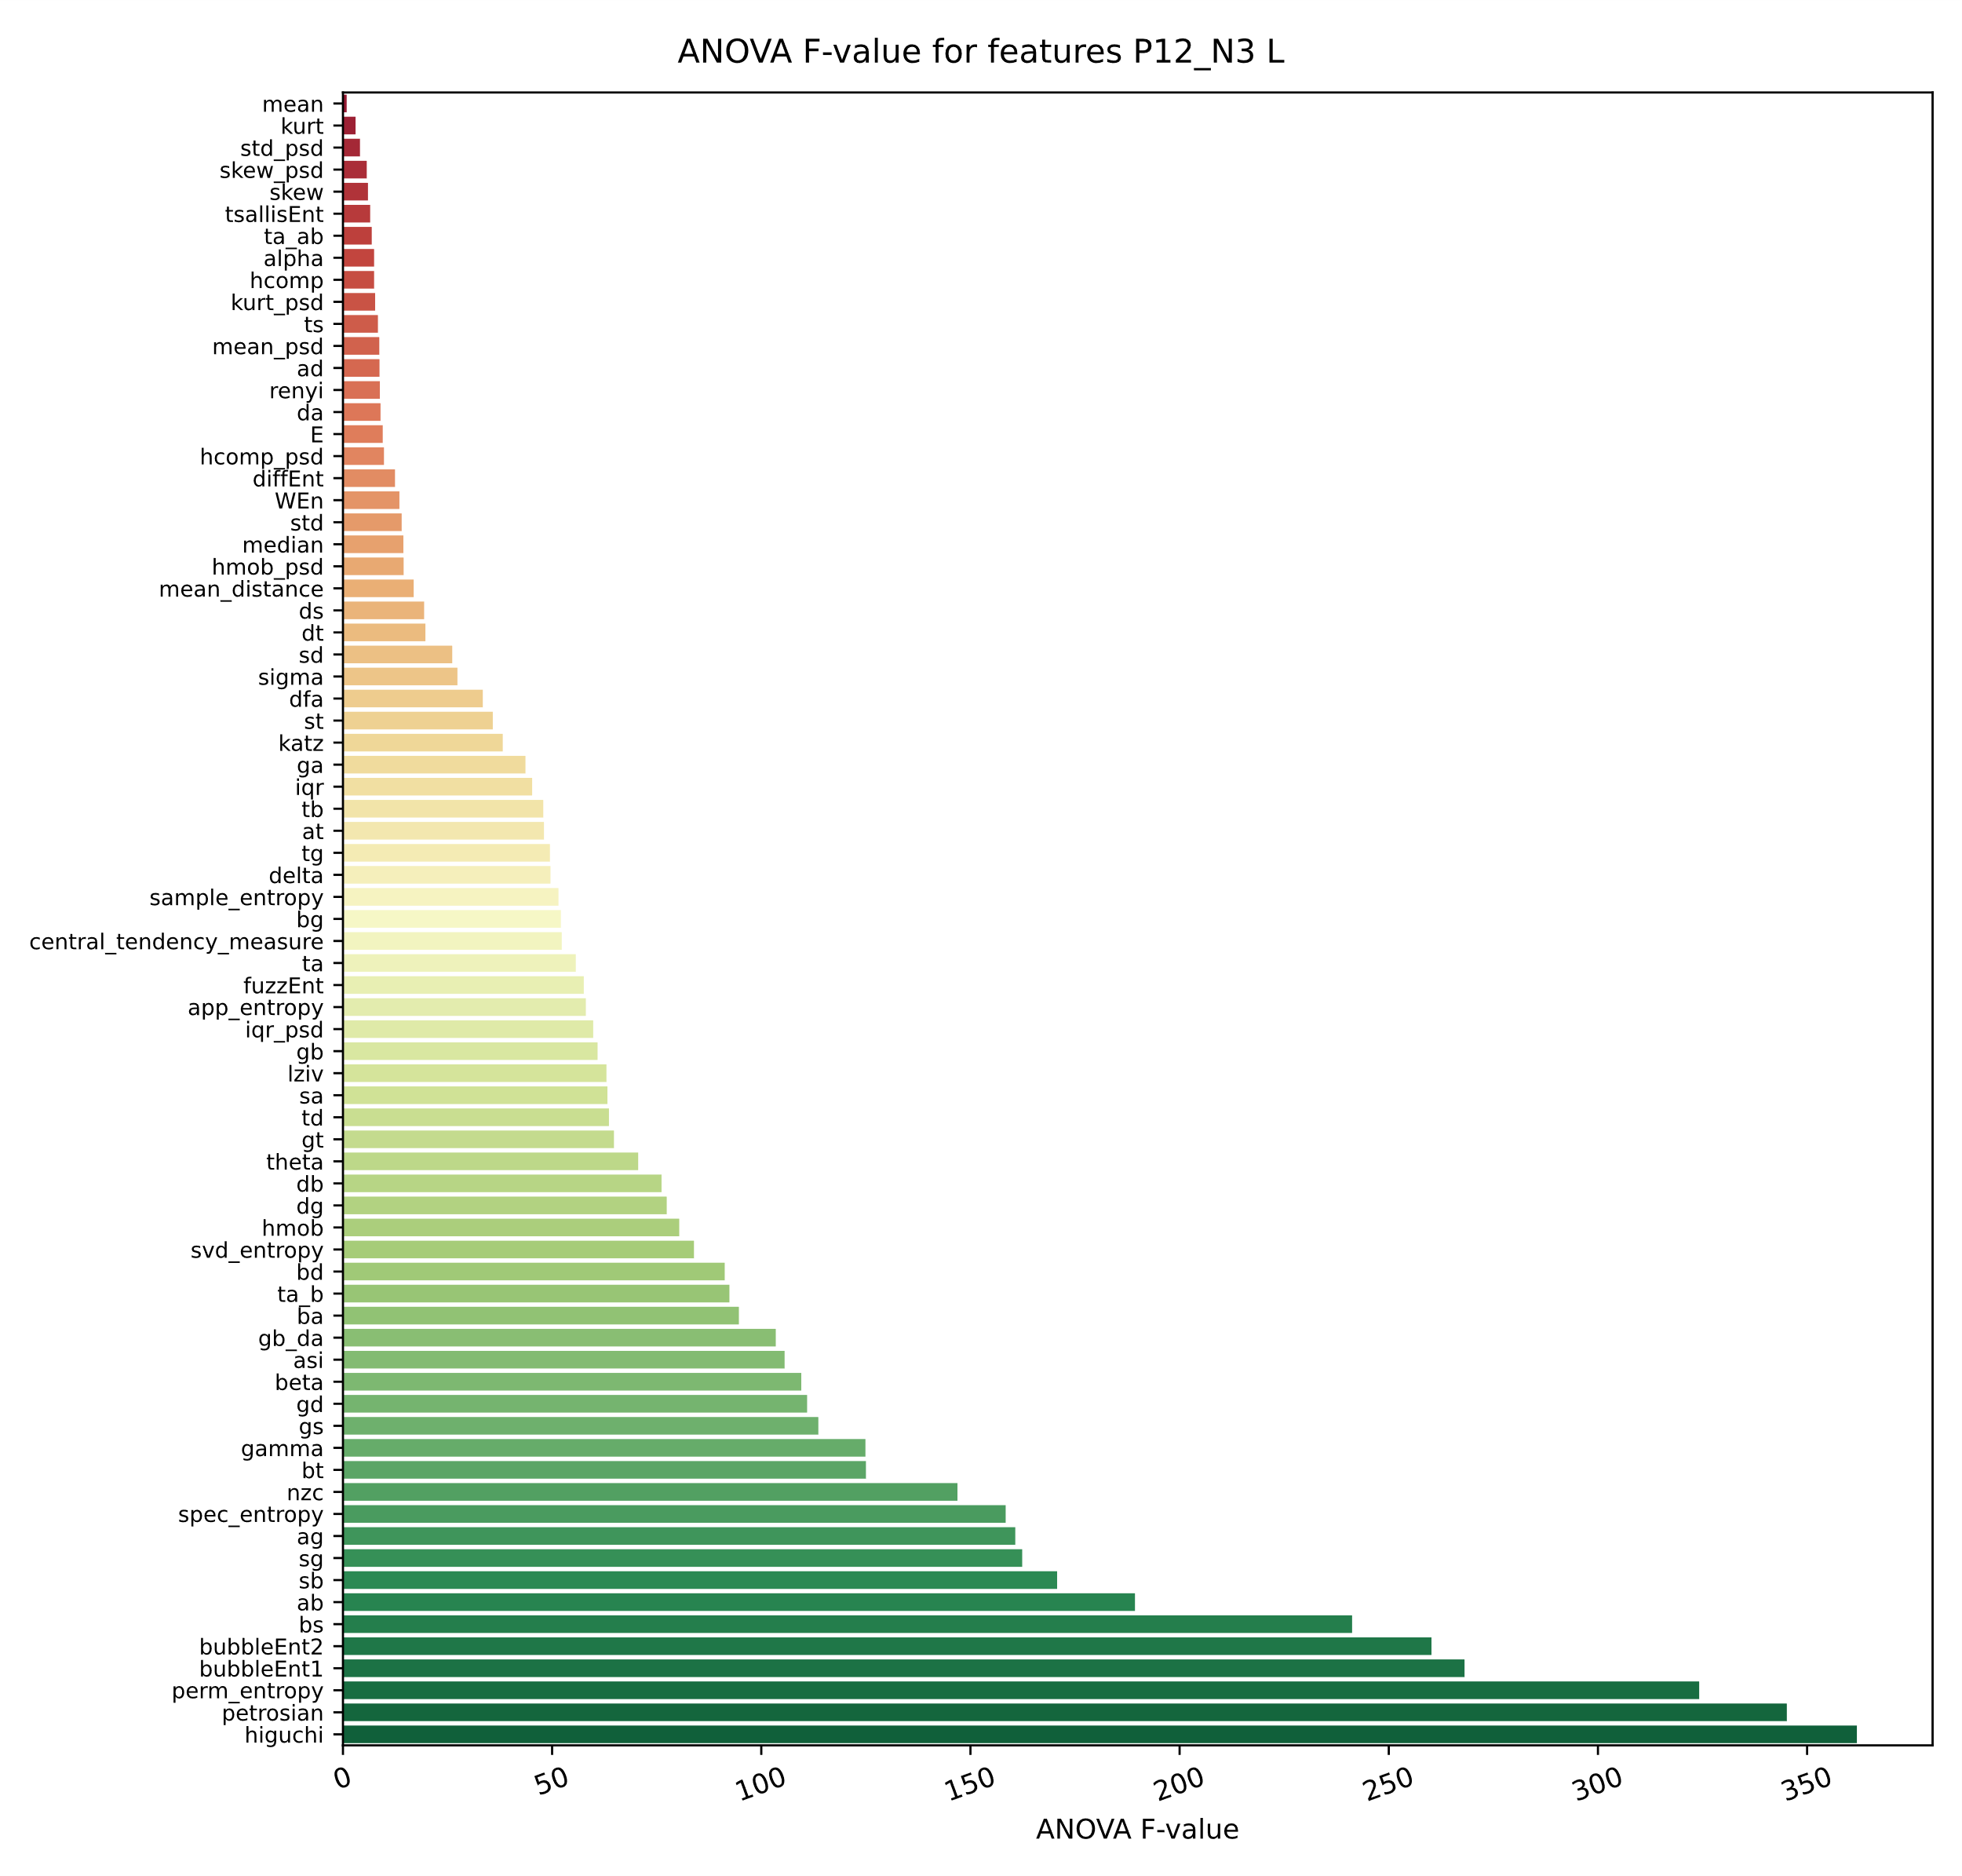 ANOVA F-value for features P12_N3 L
mean
kurt
std_psd
skew_psd
skew
tsallisEnt
ta_ab
alpha
hcomp
kurt_psd
ts
mean_psd
ad
renyi
da
E
hcomp_psd
diffEnt
WEn
std
median
hmob_psd
mean_distance
ds
dt
sd
sigma
dfa
st
katz
ga
iqr
tb
at
tg
delta
sample_entropy
bg
central_tendency_measure
ta
fuzzEnt
app_entropy
iqr_psd
gb
lziv
sa
td
gt
theta
db
dg
hmob
svd_entropy
bd
ta_b
ba
gb_da
asi
beta
gd
gs
gamma
bt
nzc
spec_entropy
ag
sg
sb
ab
bs
bubbleEnt2
bubbleEnt1
perm_entropy
petrosian
higuchi
0 50 100 150 200 250 300 350
ANOVA F-value